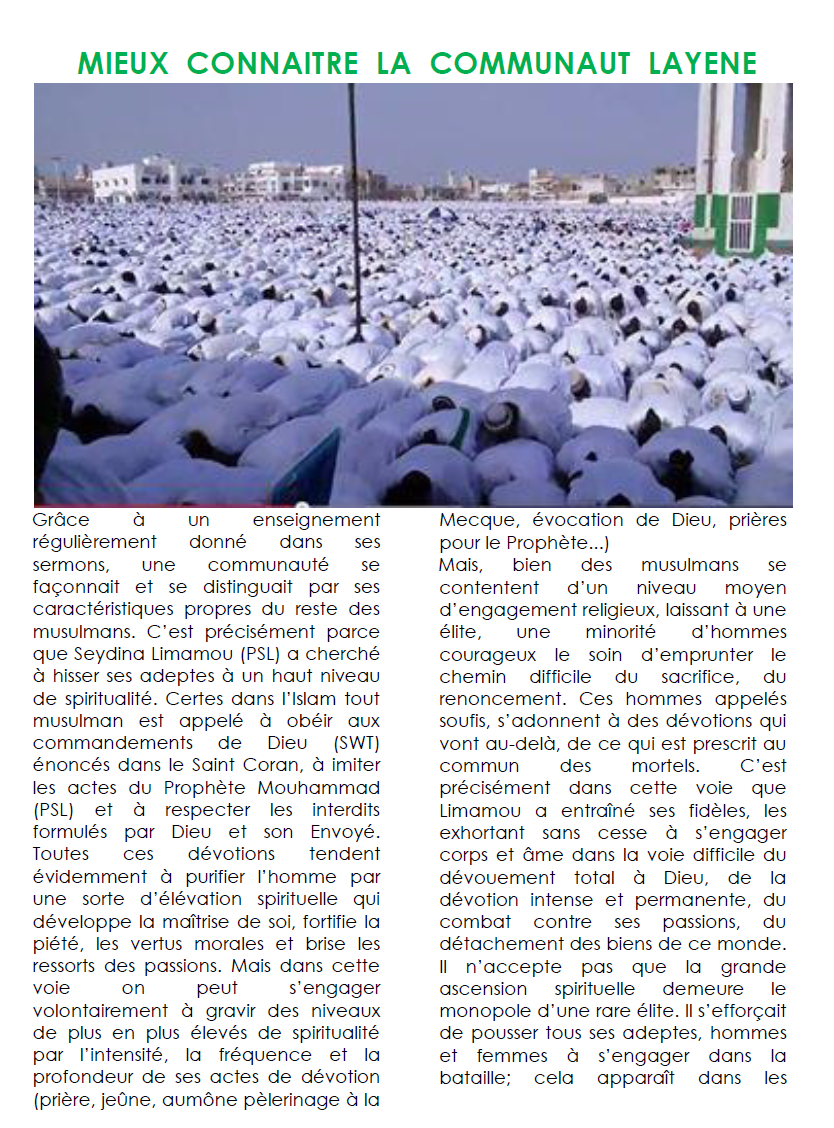 MIEUX CONNAITRE LA COMMUNAUT LAYENE
Grâce à un enseignement
régulièrement donné dans ses
sermons, une communauté se
façonnait et se distinguait par ses
caractéristiques propres du reste des
musulmans. C'est précisément parce
que Seydina Limamou (PSL) a cherché
à hisser ses adeptes à un haut niveau
de spiritualité. Certes dans l'Islam tout
musulman est appelé à obéir aux
commandements de Dieu (SWT)
énoncés dans le Saint Coran, à imiter
les actes du Prophète Mouhammad
(PSL) et à respecter les interdits
formulés par Dieu et son Envoyé.
Toutes ces dévotions tendent
évidemment à purifier l'homme par
une sorte d'élévation spirituelle qui
développe la maîtrise de soi, fortifie la
piété, les vertus morales et brise les
ressorts des passions. Mais dans cette
voie on peut s'engager
volontairement à gravir des niveaux
de plus en plus élevés de spiritualité
par l'intensité, la fréquence et la
profondeur de ses actes de dévotion
(prière, jeûne, aumône pèlerinage à la
Mecque, évocation de Dieu, prières
pour le Prophète...)
Mais, bien des musulmans se
contentent d'un niveau moyen
d'engagement religieux, laissant à une
élite, une minorité d'hommes
courageux le soin d'emprunter le
chemin difficile du sacrifice, du
renoncement. Ces hommes appelés
soufis, s'adonnent à des dévotions qui
vont au-delà, de ce qui est prescrit au
commun des mortels. C'est
précisément dans cette voie que
Limamou a entraîné ses fidèles, les
exhortant sans cesse à s'engager
corps et âme dans la voie difficile du
dévouement total à Dieu, de la
dévotion intense et permanente, du
combat contre ses passions, du
détachement des biens de ce monde.
Il n'accepte pas que la grande
ascension spirituelle demeure le
monopole d'une rare élite. Il s'efforçait
de pousser tous ses adeptes, hommes
et femmes à s'engager dans la
bataille; cela apparaît dans les